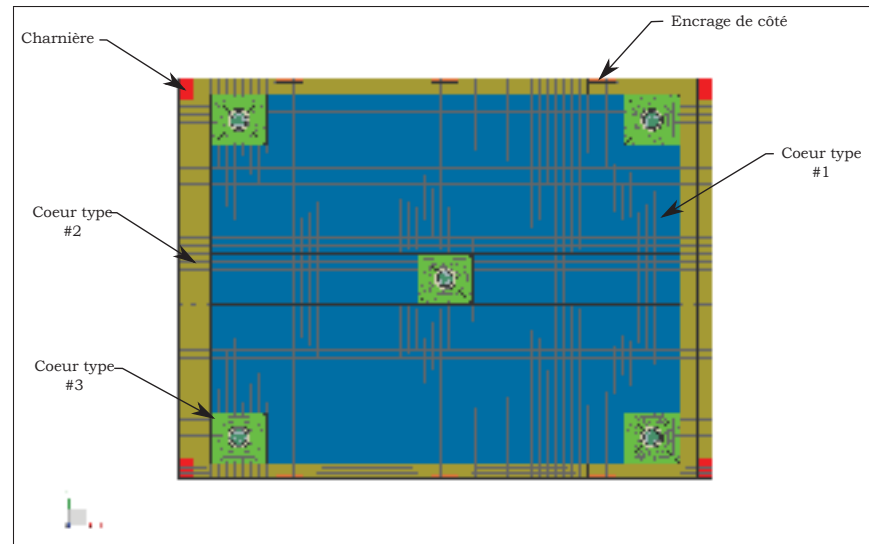 Encrage de côté
Charnière
Coeur type
#1
Coeur type
#2
Coeur type
#3